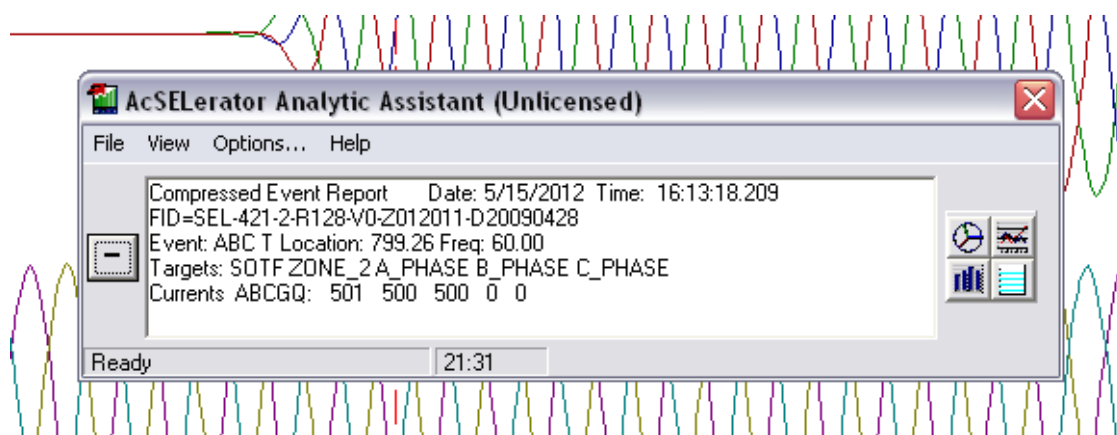 AcSELerator Analytic Assistant (Unlicensed)
File View Options... Help
Compressed Event Report Date: 5/15/2012 Time: 16:13:18.209
FID=SEL-421-2-R128-V0-Z012011-D20090428
Event: ABC T Location: 799.26 Freq: 60.00
Targets: SOTF ZONE_2 A_PHASE B_PHASE C_PHASE
Currents ABCGQ: 501 500 500 0 0
Ready 21:31